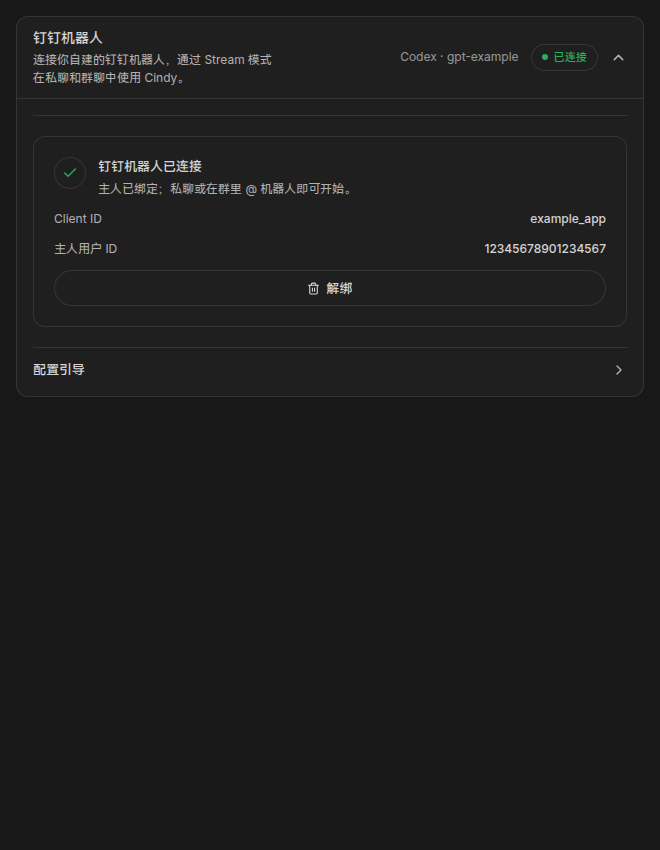 钉钉机器人
连接你自建的钉钉机器人，通过 Stream 模式
在私聊和群聊中使用 Cindy。
Codex · gpt-example
已连接
钉钉机器人已连接
主人已绑定；私聊或在群里 @ 机器人即可开始。
Client ID
example_app
主人用户 ID
12345678901234567
解绑
配置引导